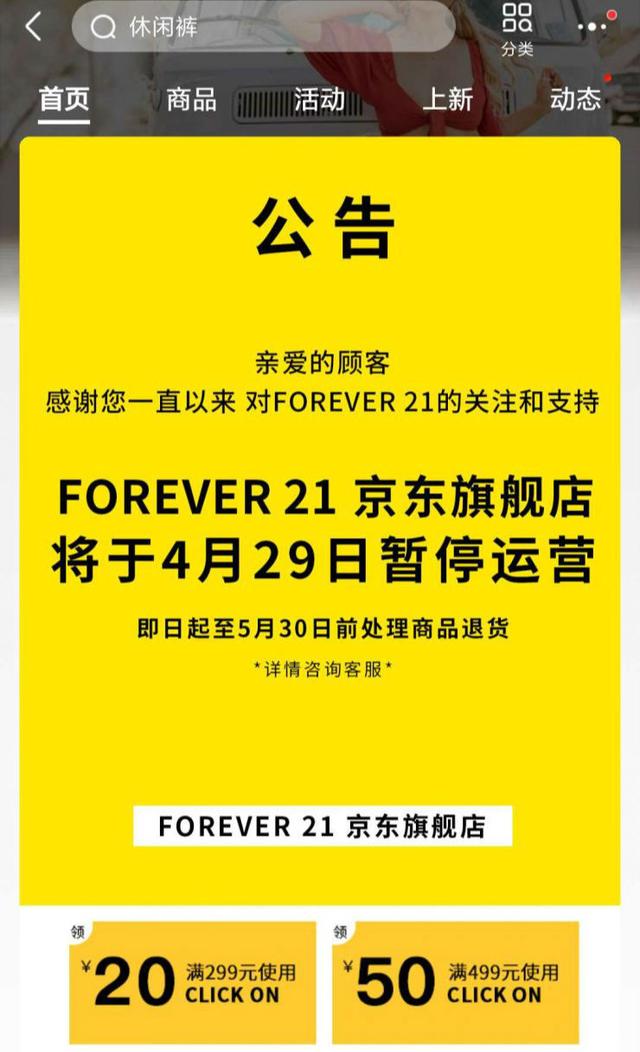 休闲裤
分类
首页 商品 活动 上新 动态
公告
亲爱的顾客
感谢您一直以来 对FOREVER 21的关注和支持
FOREVER 21 京东旗舰店
将于4月29日暂停运营
即日起至5月30日前处理商品退货
*详情咨询客服*
FOREVER 21 京东旗舰店
领
¥20 满299元使用
CLICK ON
领
¥50 满499元使用
CLICK ON